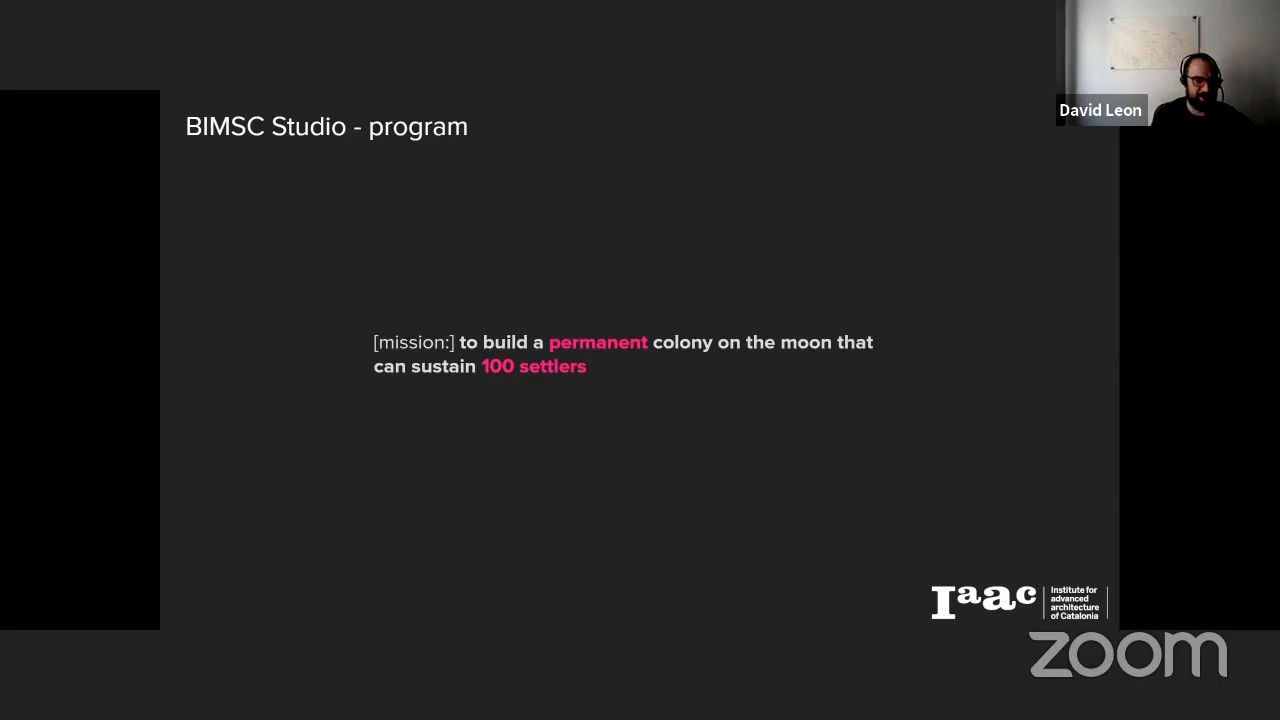 BIMSC Studio - program
David Leon
[mission:] to build a permanent colony on the moon that
can sustain 100 settlers
Iaac
Institute for
advanced
architecture
of Catalonia
zoom